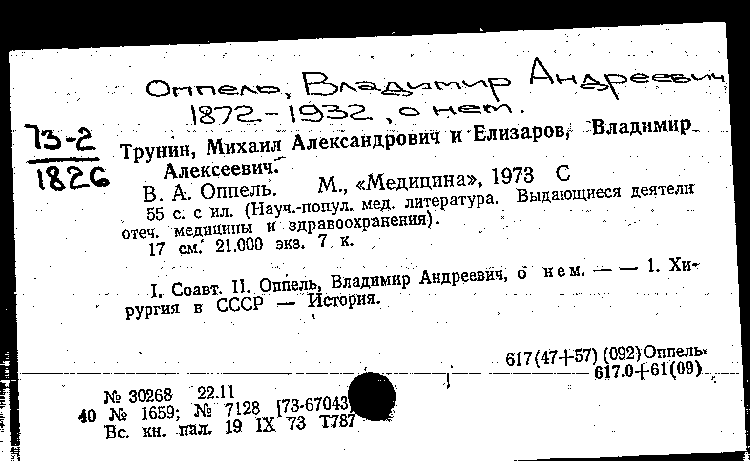 Оппель, Владимир Андреевич
1872-1932, о нем.
73-2
1826
Трунин, Михаил Александрович и Елизаров, Владимир
Алексеевич.
В. А. Оппель. М., «Медицина», 1973 С
55 с. с ил. (Науч.-попул. мед. литература. Выдающиеся деятели
отеч. медицины и здравоохранения).
17 см. 21.000 экз. 7 к.
I. Соавт. II. Оппель, Владимир Андреевич, о нем. — — 1. Хи-
рургия в СССР — История.
617(47+57)(092)Оппель
617.0+61(09)
№ 30268 22.11
40 № 1659; № 7128 [73-67043]
Вс. кн. пал. 19 IX 73 Т787